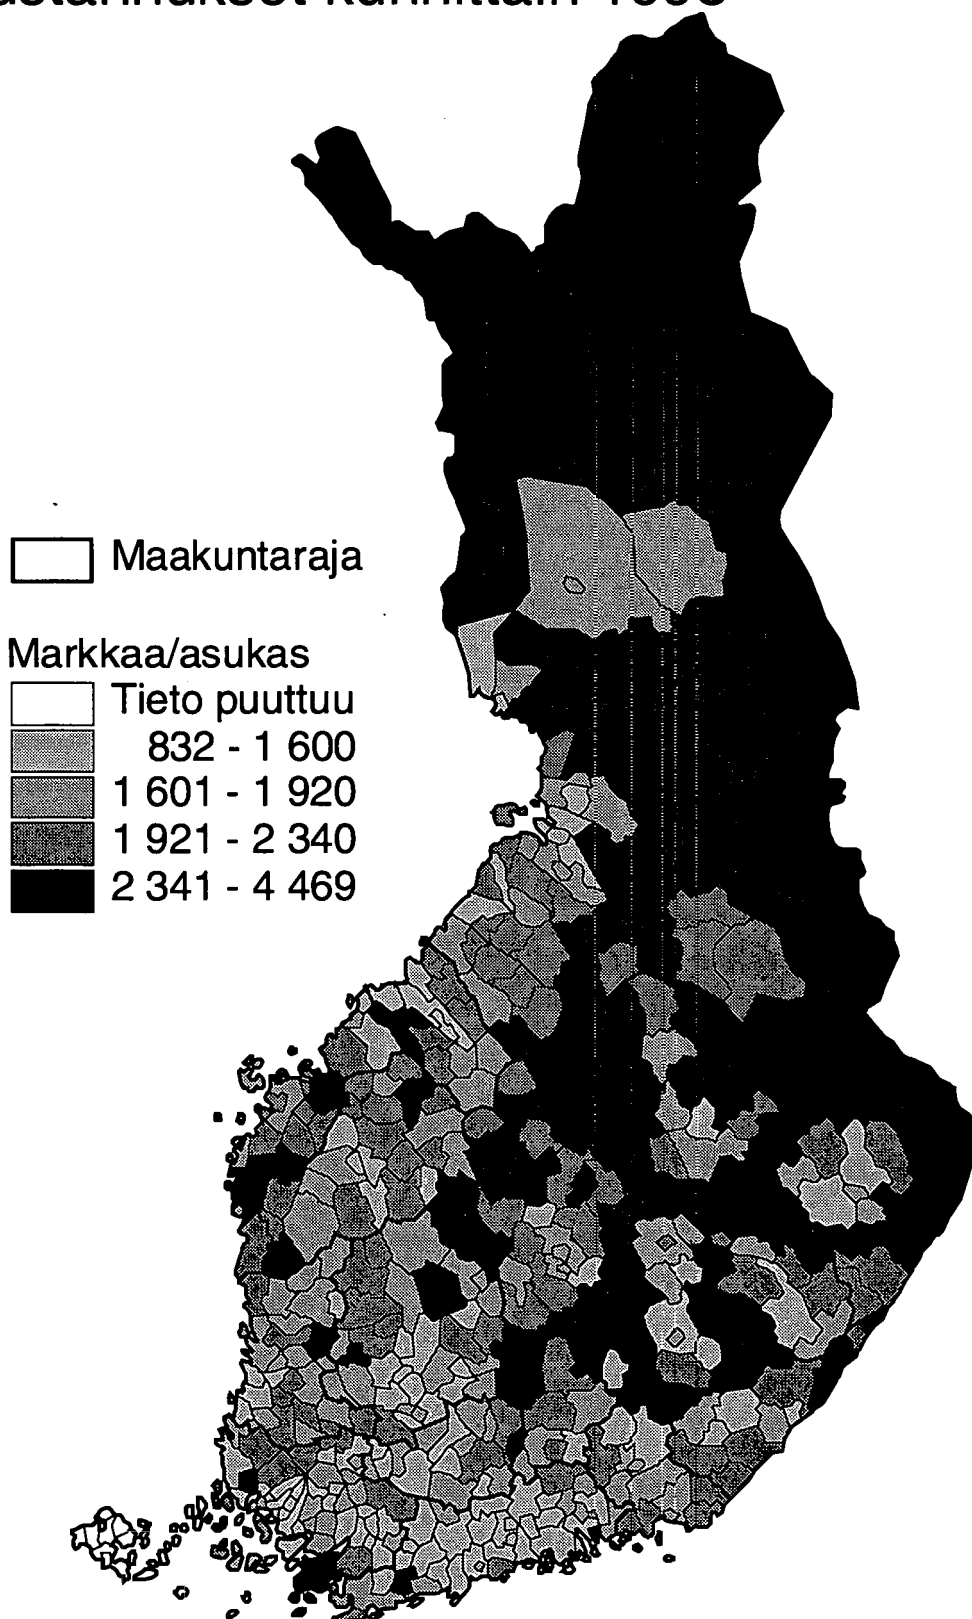 kunnittain
Maakuntaraja
Markkaa/asukas
Tieto puuttuu
832 - 1 600
1 601 - 1 920
1 921 - 2 340
2 341 - 4 469